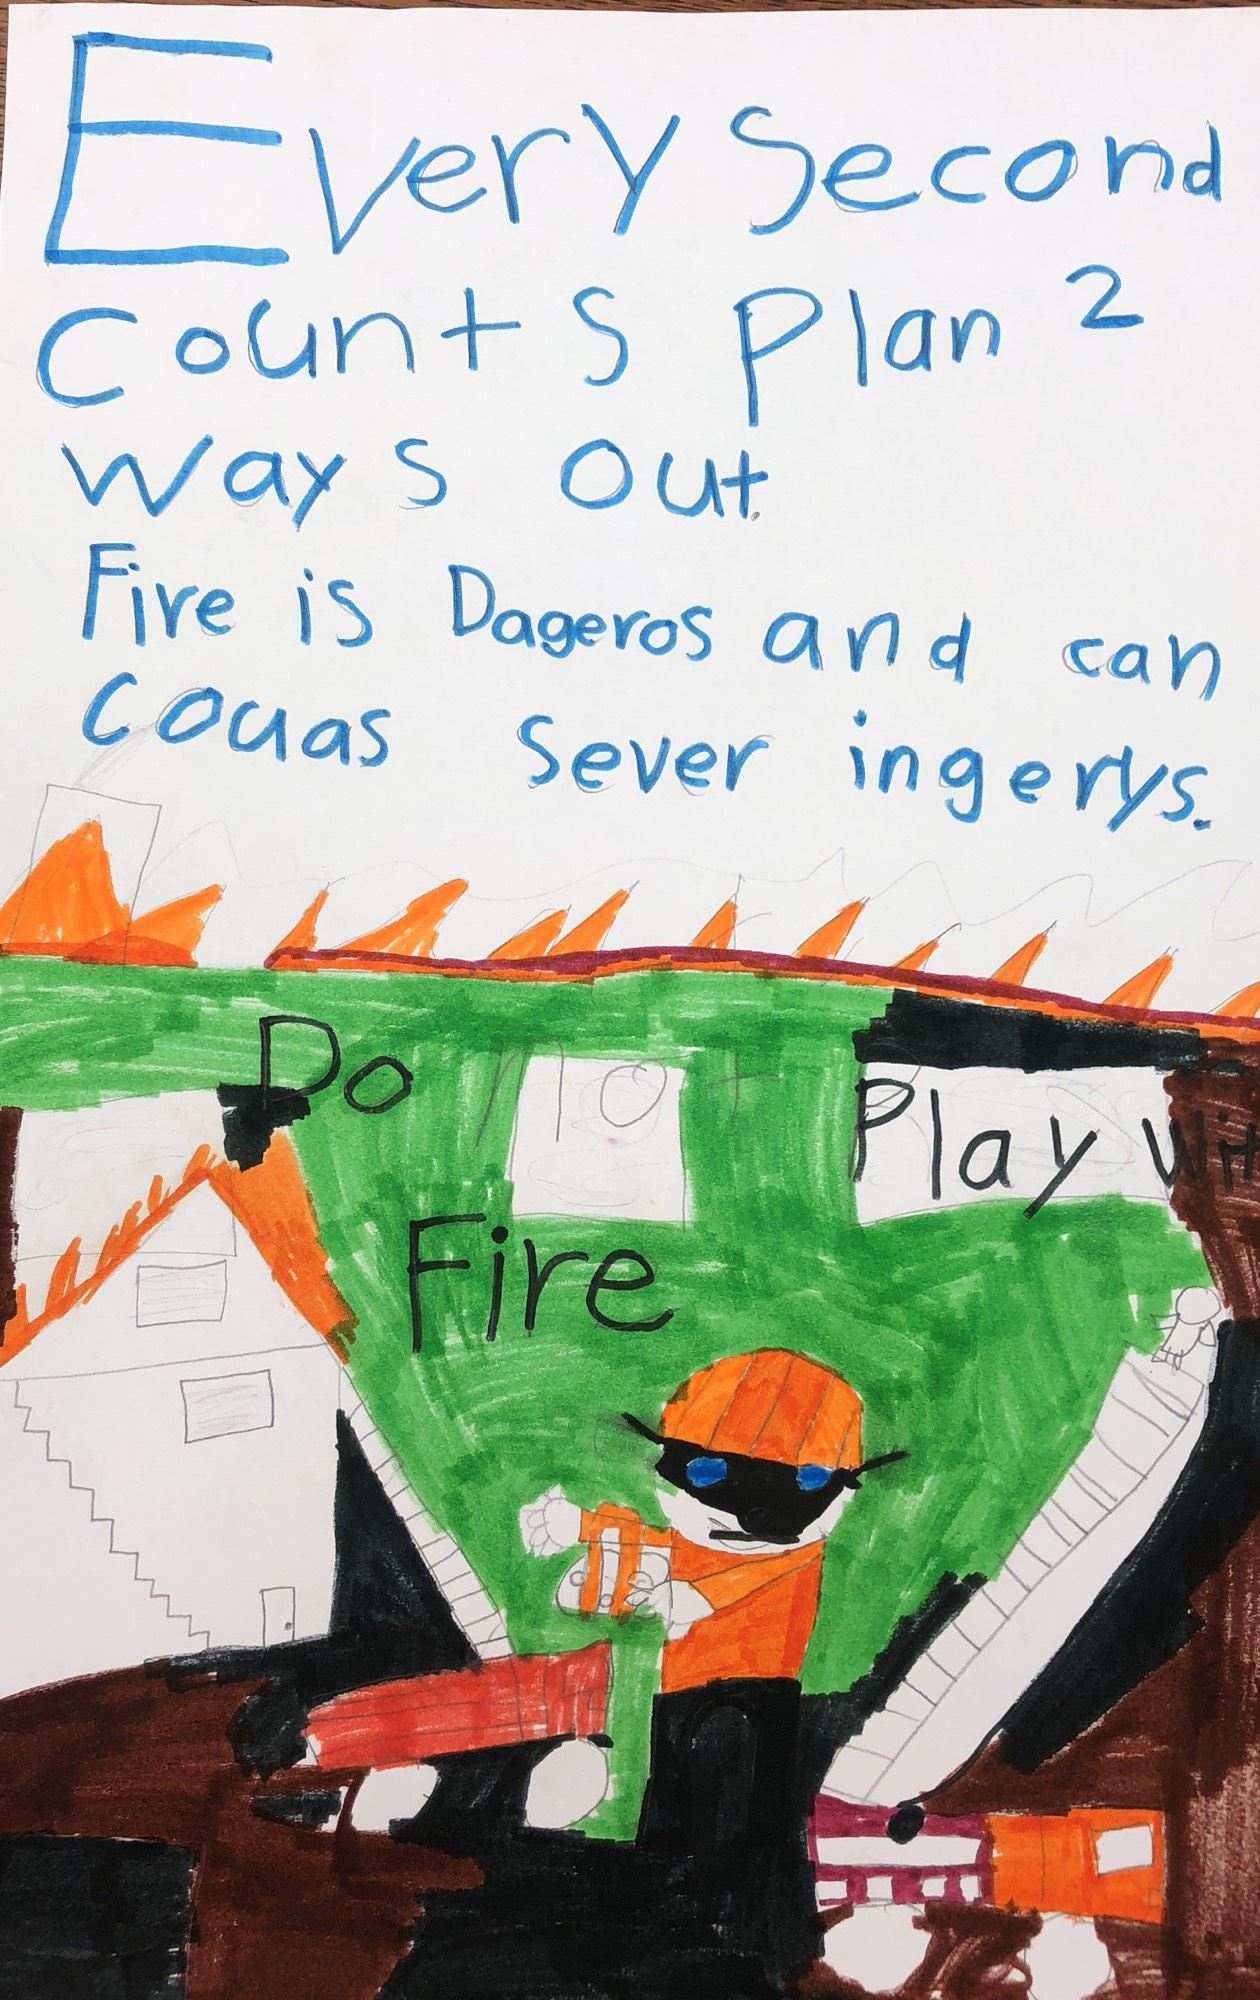 Every Second
Counts Plan 2
ways out.
Fire is Dageros and can
Couas Sever ingerys.
Do not Play With
Fire